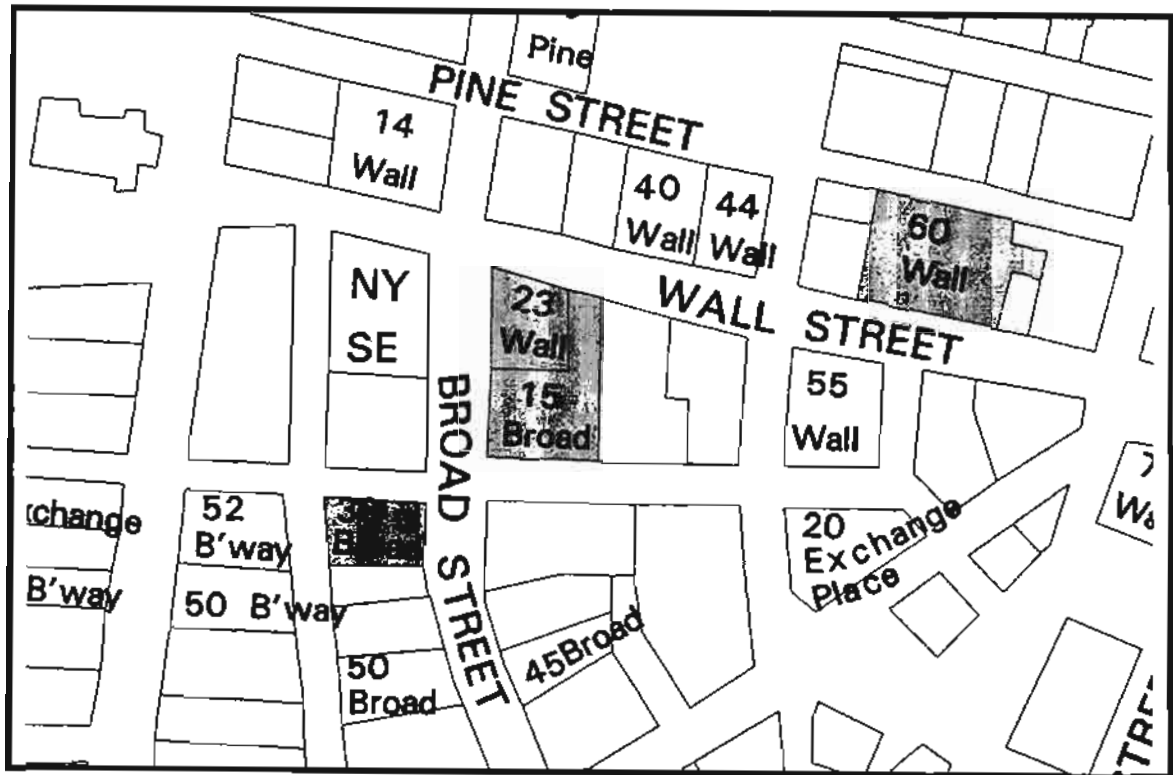 Pine
PINE STREET
14
Wall
40
Wall
44
Wall
60
Wall
NY
SE
23
Wall
15
Broad
WALL STREET
55
Wall
BROAD STREET
52
B'way
50 B'way
B'way
50
Broad
45Broad
20
Exchange
Place